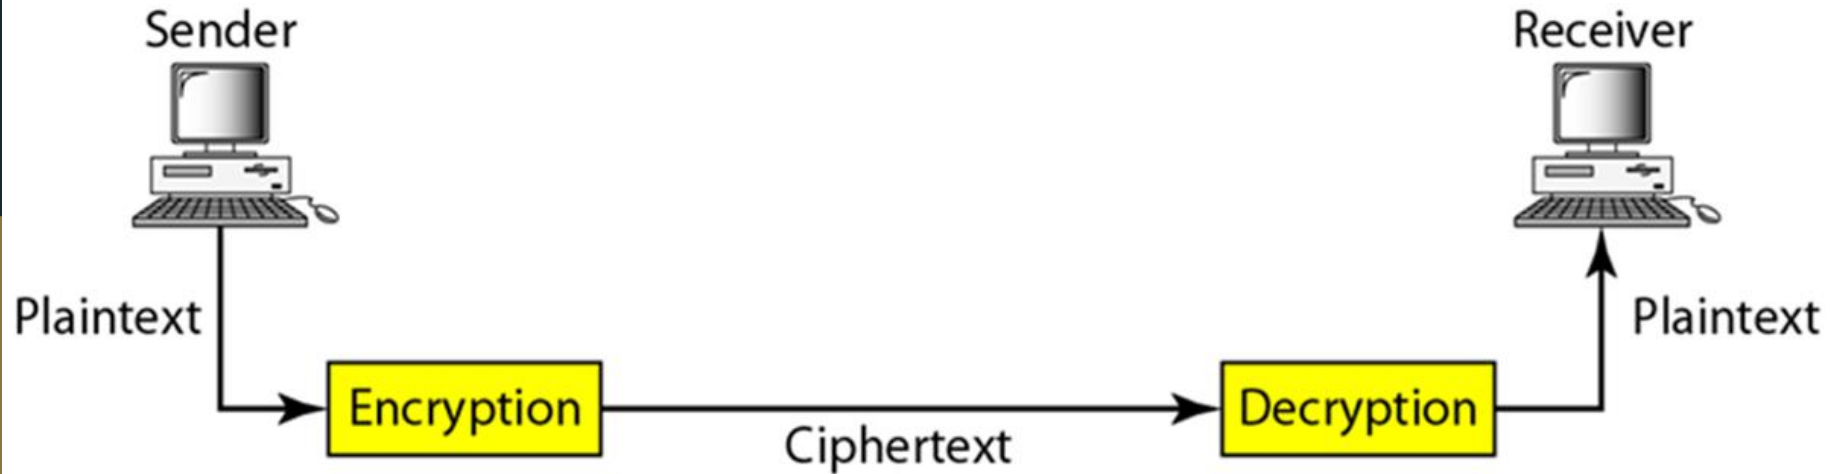 Sender
Receiver
Plaintext
Plaintext
Encryption
Decryption
Ciphertext